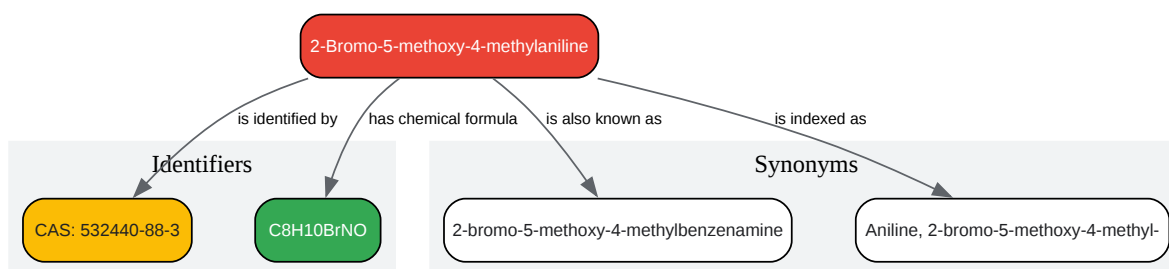 2-Bromo-5-methoxy-4-methylaniline
is identified by
has chemical formula
is also known as
is indexed as
Identifiers
Synonyms
CAS: 532440-88-3
C8H10BrNO
2-bromo-5-methoxy-4-methylbenzenamine
Aniline, 2-bromo-5-methoxy-4-methyl-